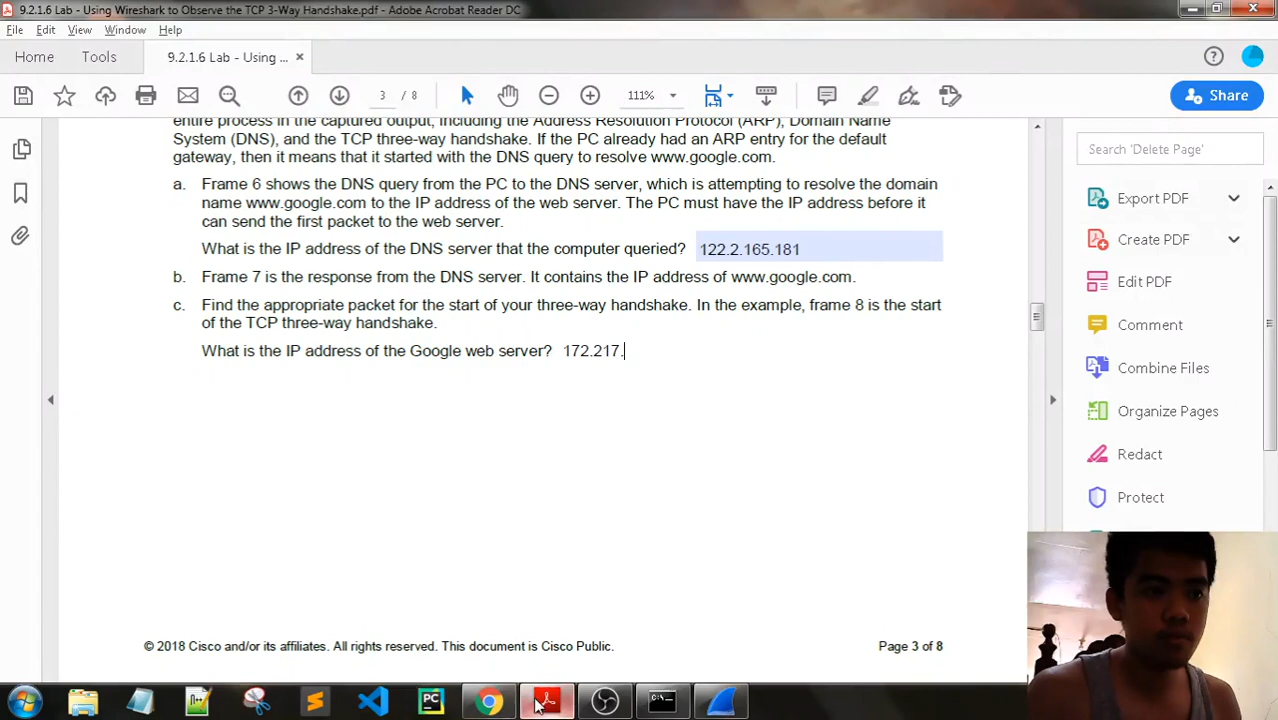 9.2.1.6 Lab - Using Wireshark to Observe the TCP 3-Way Handshake.pdf - Adobe Acrobat Reader DC
File Edit View Window Help
Home Tools 9.2.1.6 Lab - Using ... ×
3 / 8 111% Share
entire process in the captured output, including the Address Resolution Protocol (ARP), Domain Name
System (DNS), and the TCP three-way handshake. If the PC already had an ARP entry for the default
gateway, then it means that it started with the DNS query to resolve www.google.com.
a. Frame 6 shows the DNS query from the PC to the DNS server, which is attempting to resolve the domain
name www.google.com to the IP address of the web server. The PC must have the IP address before it
can send the first packet to the web server.
What is the IP address of the DNS server that the computer queried? 122.2.165.181
b. Frame 7 is the response from the DNS server. It contains the IP address of www.google.com.
c. Find the appropriate packet for the start of your three-way handshake. In the example, frame 8 is the start
of the TCP three-way handshake.
What is the IP address of the Google web server? 172.217.
© 2018 Cisco and/or its affiliates. All rights reserved. This document is Cisco Public. Page 3 of 8
Search 'Delete Page'
Export PDF
Create PDF
Edit PDF
Comment
Combine Files
Organize Pages
Redact
Protect
PC